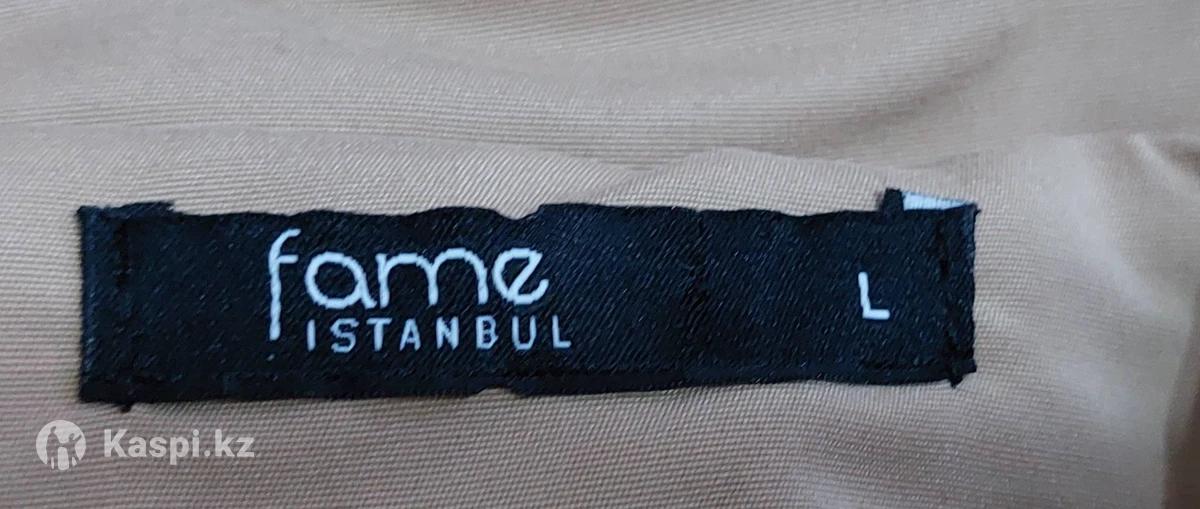 fame
ISTANBUL
L
Kaspi.kz